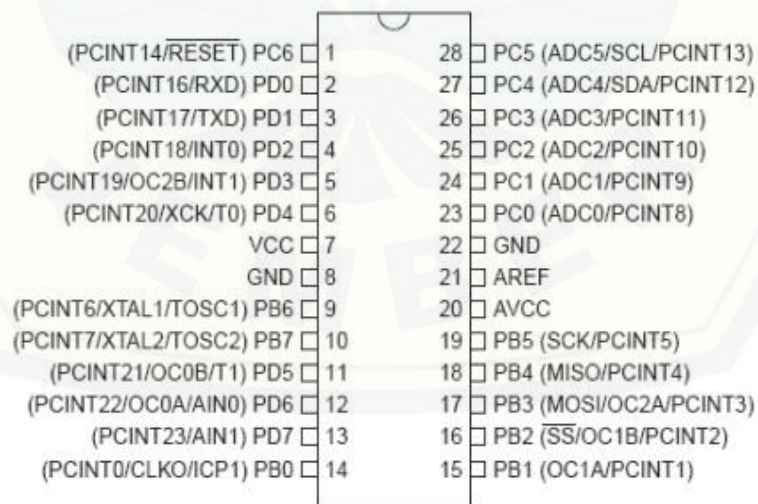 (PCINT14/RESET) PC6 1 28 PC5 (ADC5/SCL/PCINT13)
(PCINT16/RXD) PD0 2 27 PC4 (ADC4/SDA/PCINT12)
(PCINT17/TXD) PD1 3 26 PC3 (ADC3/PCINT11)
(PCINT18/INT0) PD2 4 25 PC2 (ADC2/PCINT10)
(PCINT19/OC2B/INT1) PD3 5 24 PC1 (ADC1/PCINT9)
(PCINT20/XCK/T0) PD4 6 23 PC0 (ADC0/PCINT8)
VCC 7 22 GND
GND 8 21 AREF
(PCINT6/XTAL1/TOSC1) PB6 9 20 AVCC
(PCINT7/XTAL2/TOSC2) PB7 10 19 PB5 (SCK/PCINT5)
(PCINT21/OC0B/T1) PD5 11 18 PB4 (MISO/PCINT4)
(PCINT22/OC0A/AIN0) PD6 12 17 PB3 (MOSI/OC2A/PCINT3)
(PCINT23/AIN1) PD7 13 16 PB2 (SS/OC1B/PCINT2)
(PCINT0/CLKO/ICP1) PB0 14 15 PB1 (OC1A/PCINT1)